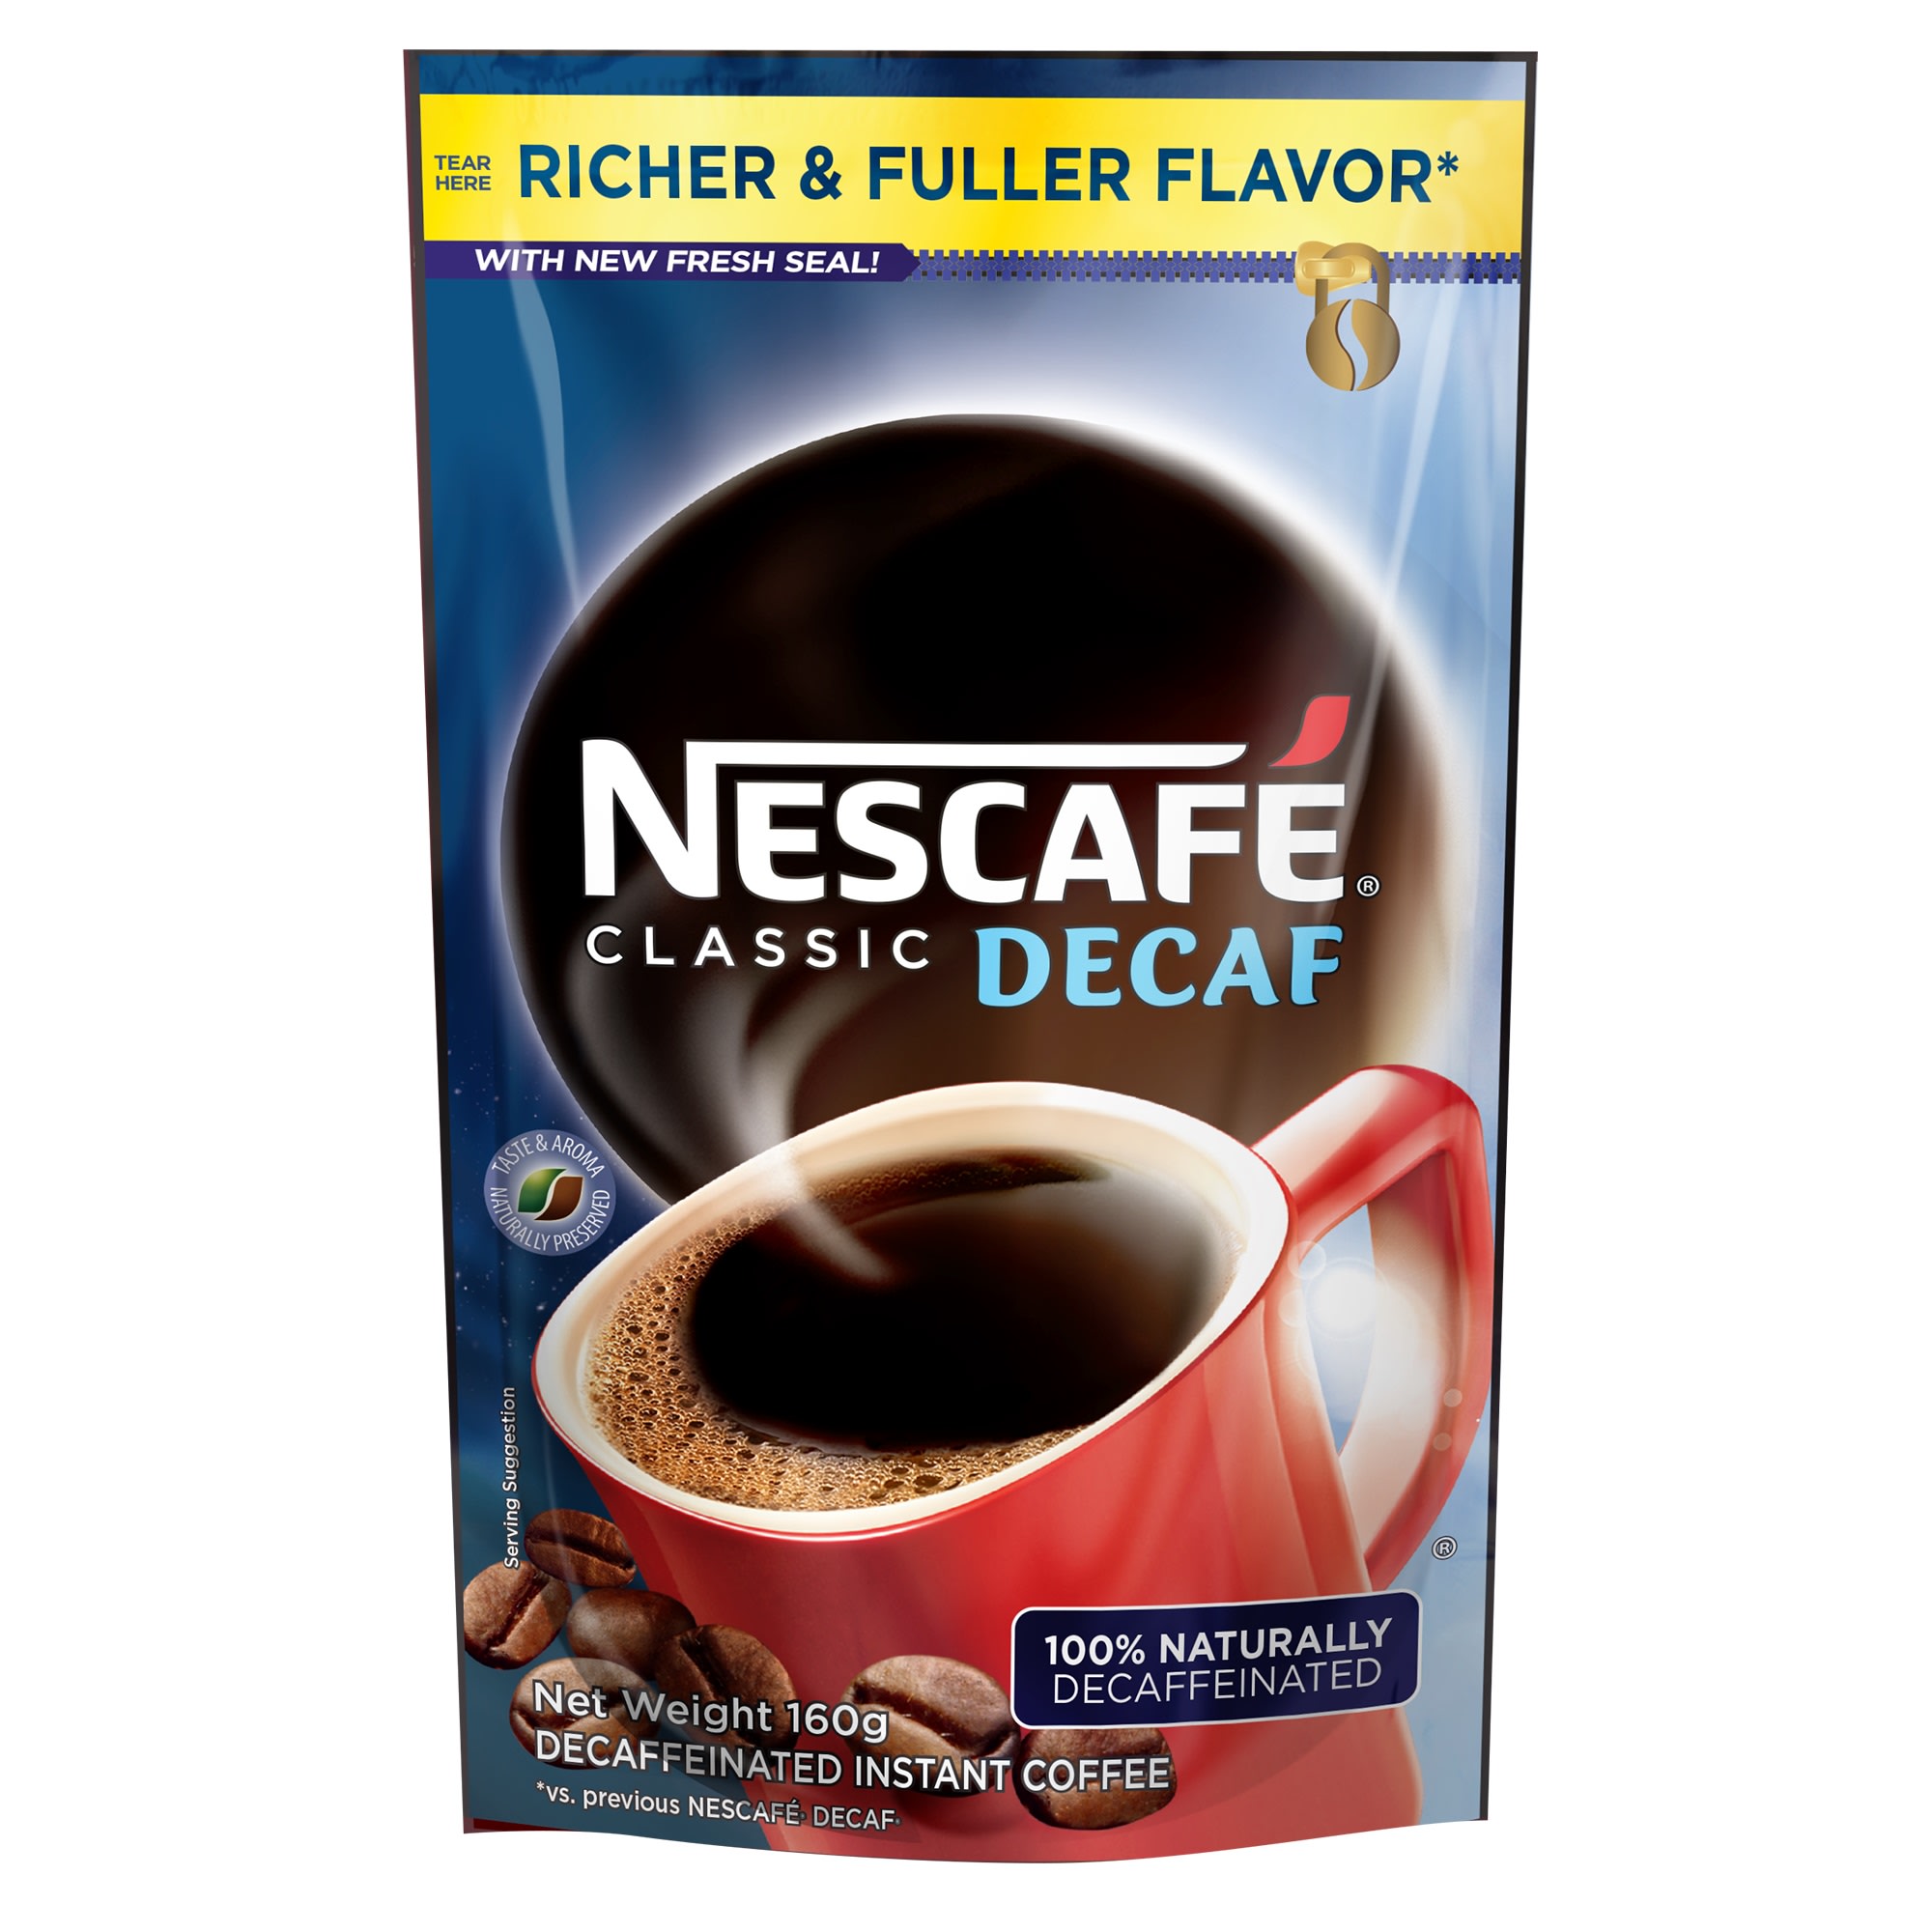 TEAR
HERE
RICHER & FULLER FLAVOR*
WITH NEW FRESH SEAL!
NESCAFÉ®
CLASSIC DECAF
TASTE & AROMA
NATURALLY PRESERVED
Serving Suggestion
®
100% NATURALLY
DECAFFEINATED
Net Weight 160g
DECAFFEINATED INSTANT COFFEE
*vs. previous NESCAFÉ® DECAF.